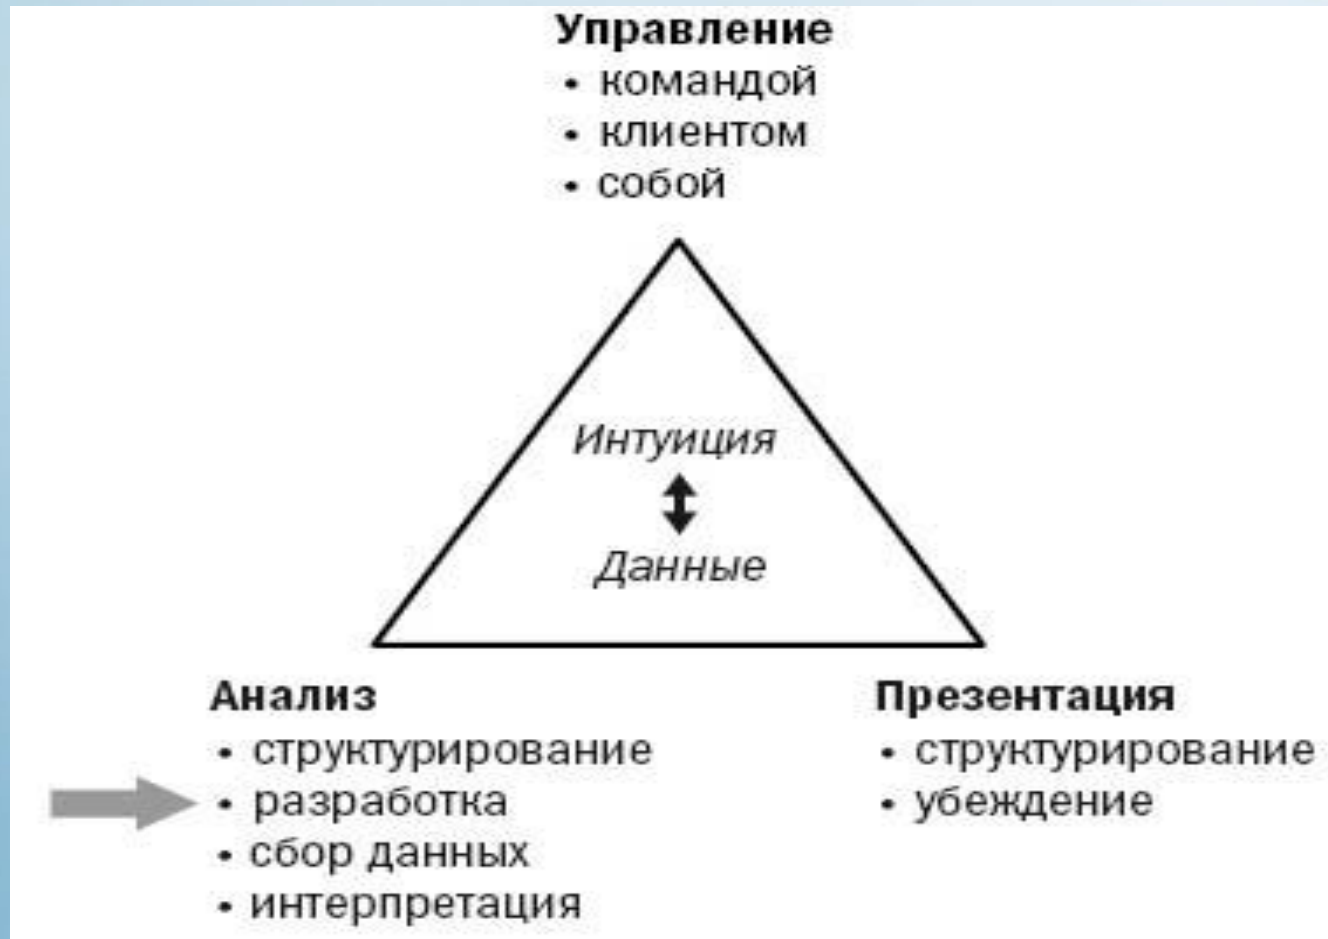 Управление
• командой
• клиентом
• собой
Интуиция
Данные
Анализ
• структурирование
• разработка
• сбор данных
• интерпретация
Презентация
• структурирование
• убеждение